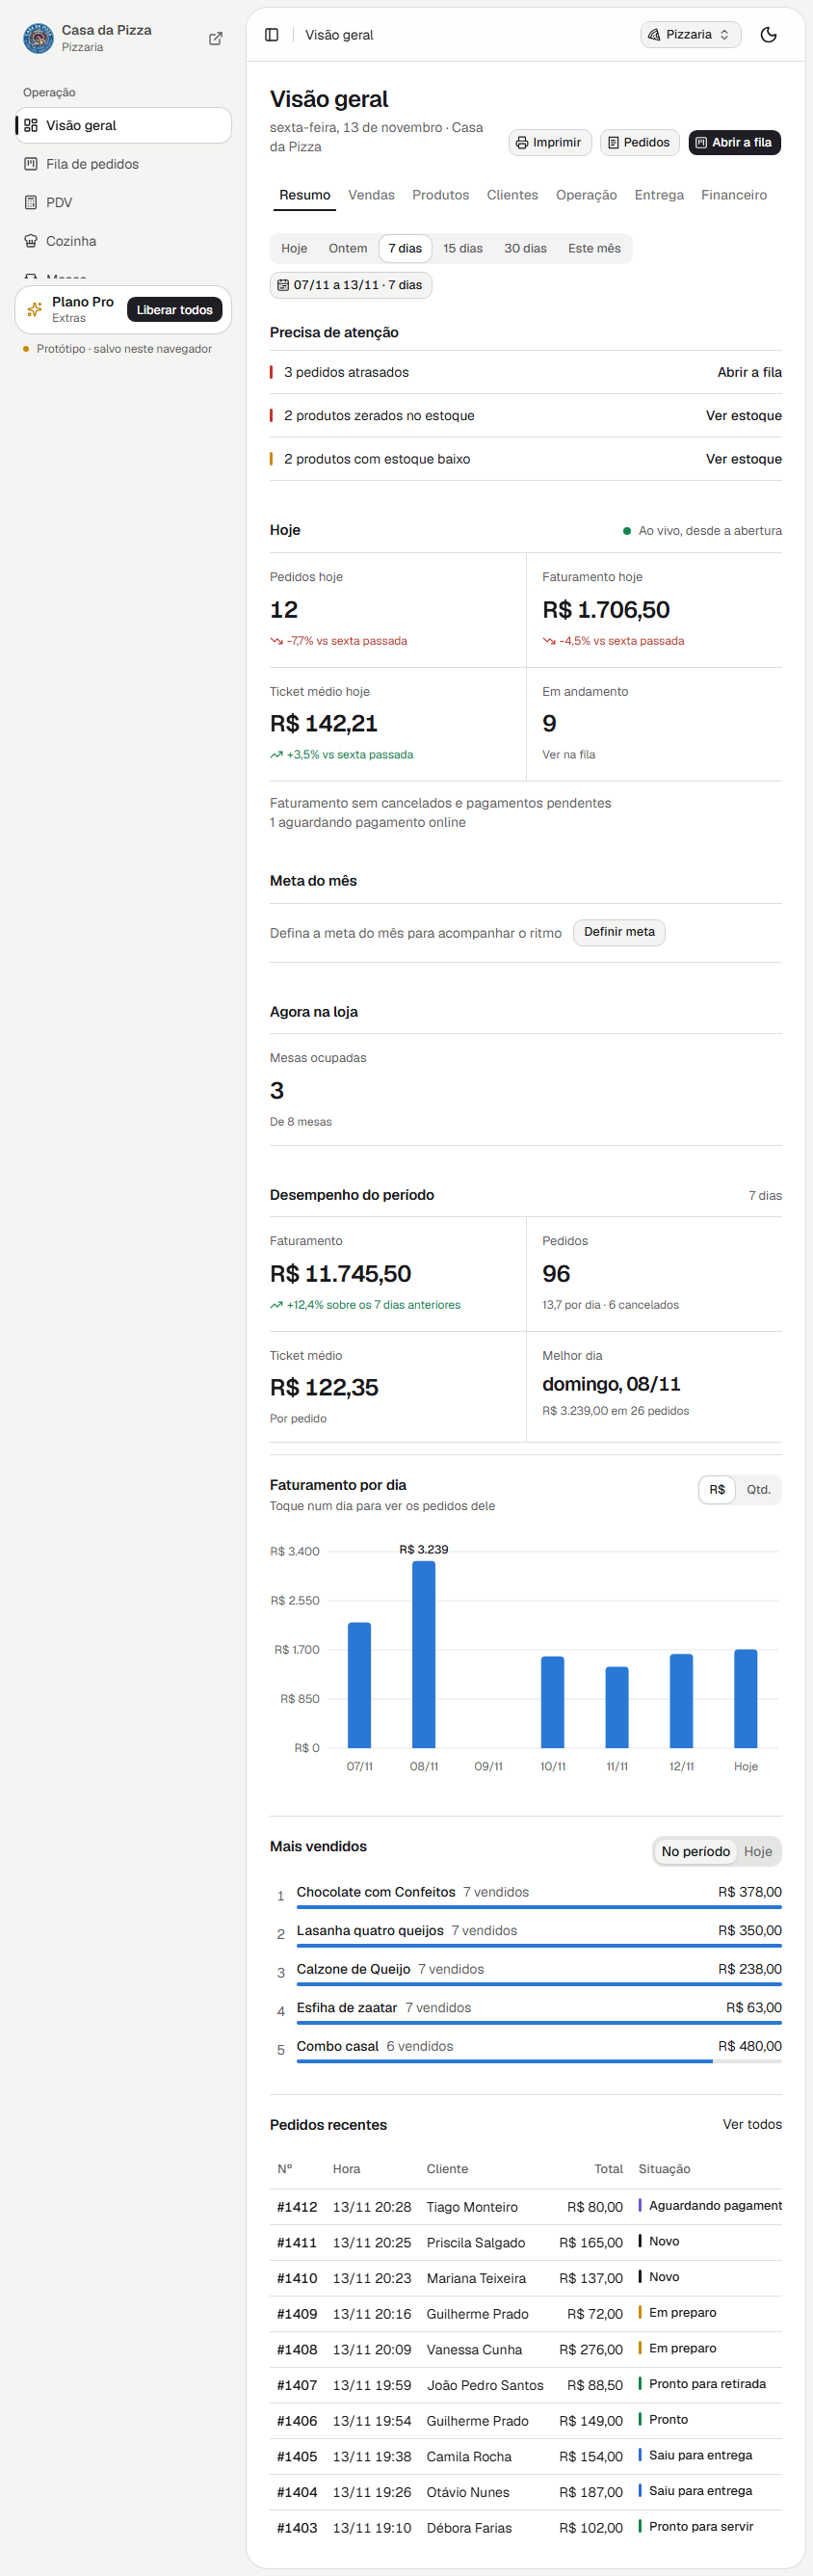 Casa da Pizza
Pizzaria
Operação
Visão geral
Fila de pedidos
PDV
Cozinha
Plano Pro
Extras
Liberar todos
Protótipo · salvo neste navegador
Visão geral
Pizzaria
Visão geral
sexta-feira, 13 de novembro · Casa
da Pizza
Imprimir
Pedidos
Abrir a fila
Resumo Vendas Produtos Clientes Operação Entrega Financeiro
Hoje Ontem 7 dias 15 dias 30 dias Este mês
07/11 a 13/11 · 7 dias
Precisa de atenção
3 pedidos atrasados Abrir a fila
2 produtos zerados no estoque Ver estoque
2 produtos com estoque baixo Ver estoque
Hoje Ao vivo, desde a abertura
Pedidos hoje
12
-7,7% vs sexta passada
Faturamento hoje
R$ 1.706,50
-4,5% vs sexta passada
Ticket médio hoje
R$ 142,21
+3,5% vs sexta passada
Em andamento
9
Ver na fila
Faturamento sem cancelados e pagamentos pendentes
1 aguardando pagamento online
Meta do mês
Defina a meta do mês para acompanhar o ritmo Definir meta
Agora na loja
Mesas ocupadas
3
De 8 mesas
Desempenho do período 7 dias
Faturamento
R$ 11.745,50
+12,4% sobre os 7 dias anteriores
Pedidos
96
13,7 por dia · 6 cancelados
Ticket médio
R$ 122,35
Por pedido
Melhor dia
domingo, 08/11
R$ 3.239,00 em 26 pedidos
Faturamento por dia
Toque num dia para ver os pedidos dele
R$ Qtd.
R$ 3.400
R$ 3.239
R$ 2.550
R$ 1.700
R$ 850
R$ 0
07/11 08/11 09/11 10/11 11/11 12/11 Hoje
Mais vendidos
No período Hoje
1 Chocolate com Confeitos 7 vendidos R$ 378,00
2 Lasanha quatro queijos 7 vendidos R$ 350,00
3 Calzone de Queijo 7 vendidos R$ 238,00
4 Esfiha de zaatar 7 vendidos R$ 63,00
5 Combo casal 6 vendidos R$ 480,00
Pedidos recentes Ver todos
Nº Hora Cliente Total Situação
#1412 13/11 20:28 Tiago Monteiro R$ 80,00 Aguardando pagament
#1411 13/11 20:25 Priscila Salgado R$ 165,00 Novo
#1410 13/11 20:23 Mariana Teixeira R$ 137,00 Novo
#1409 13/11 20:16 Guilherme Prado R$ 72,00 Em preparo
#1408 13/11 20:09 Vanessa Cunha R$ 276,00 Em preparo
#1407 13/11 19:59 João Pedro Santos R$ 88,50 Pronto para retirada
#1406 13/11 19:54 Guilherme Prado R$ 149,00 Pronto
#1405 13/11 19:38 Camila Rocha R$ 154,00 Saiu para entrega
#1404 13/11 19:26 Otávio Nunes R$ 187,00 Saiu para entrega
#1403 13/11 19:10 Débora Farias R$ 102,00 Pronto para servir